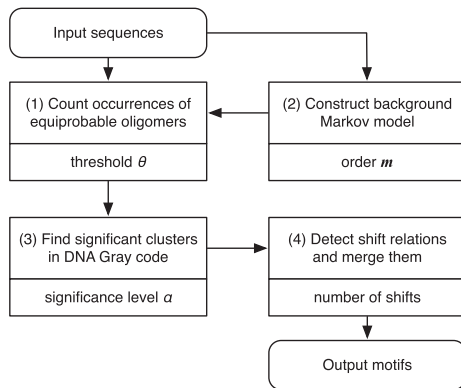 Input sequences
(1) Count occurrences of
equiprobable oligomers
threshold θ
(2) Construct background
Markov model
order m
(3) Find significant clusters
in DNA Gray code
significance level α
(4) Detect shift relations
and merge them
number of shifts
Output motifs